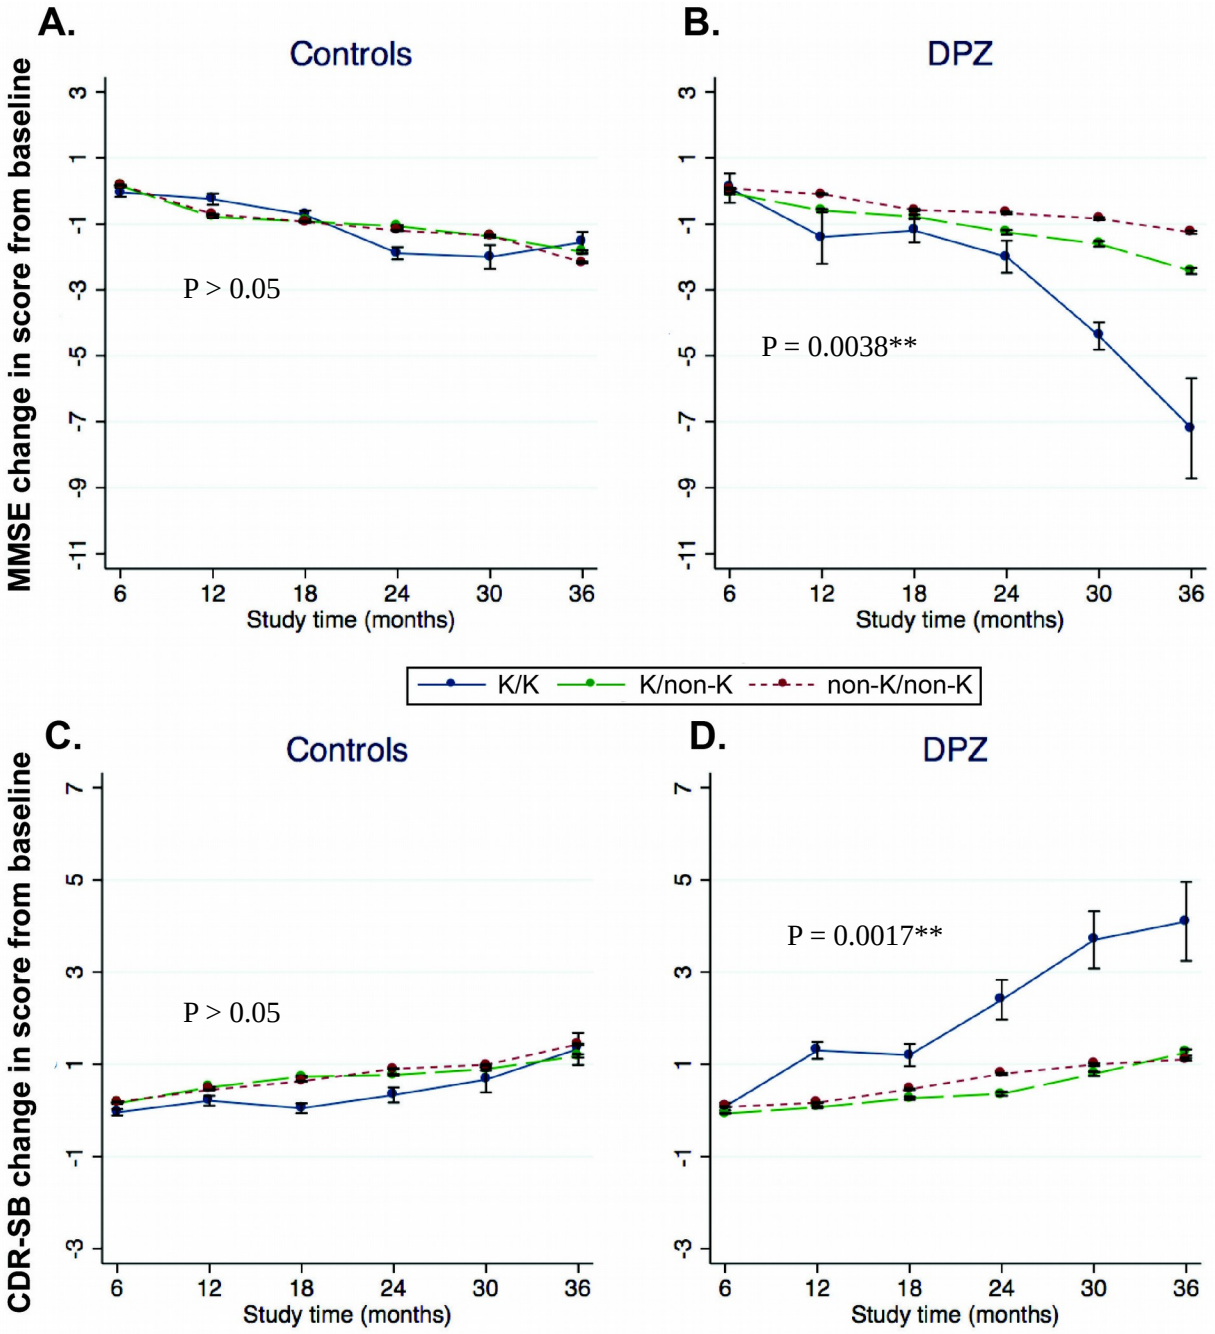 A.
Controls
MMSE change in score from baseline
3
1
-1
-3
-5
-7
-9
-11
P > 0.05
6 12 18 24 30 36
Study time (months)
B.
DPZ
3
1
-1
-3
-5
-7
-9
-11
P = 0.0038**
6 12 18 24 30 36
Study time (months)
K/K K/non-K non-K/non-K
C.
Controls
CDR-SB change in score from baseline
7
5
3
1
-1
-3
P > 0.05
6 12 18 24 30 36
Study time (months)
D.
DPZ
7
5
3
1
-1
-3
P = 0.0017**
6 12 18 24 30 36
Study time (months)